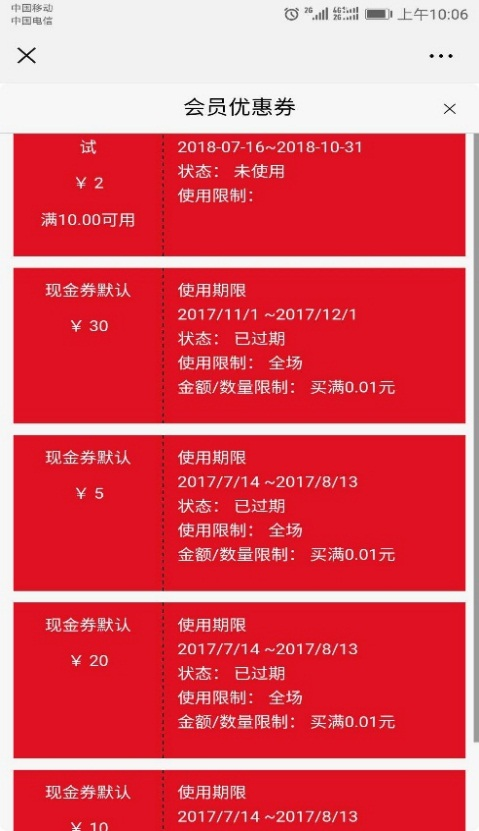 中国移动
中国电信
2G 4G 2G 上午10:06
会员优惠券
试
¥ 2
满10.00可用
2018-07-16~2018-10-31
状态： 未使用
使用限制：
现金券默认
¥ 30
使用期限
2017/11/1 ~2017/12/1
状态： 已过期
使用限制： 全场
金额/数量限制： 买满0.01元
现金券默认
¥ 5
使用期限
2017/7/14 ~2017/8/13
状态： 已过期
使用限制： 全场
金额/数量限制： 买满0.01元
现金券默认
¥ 20
使用期限
2017/7/14 ~2017/8/13
状态： 已过期
使用限制： 全场
金额/数量限制： 买满0.01元
现金券默认
¥ 10
使用期限
2017/7/14 ~2017/8/13